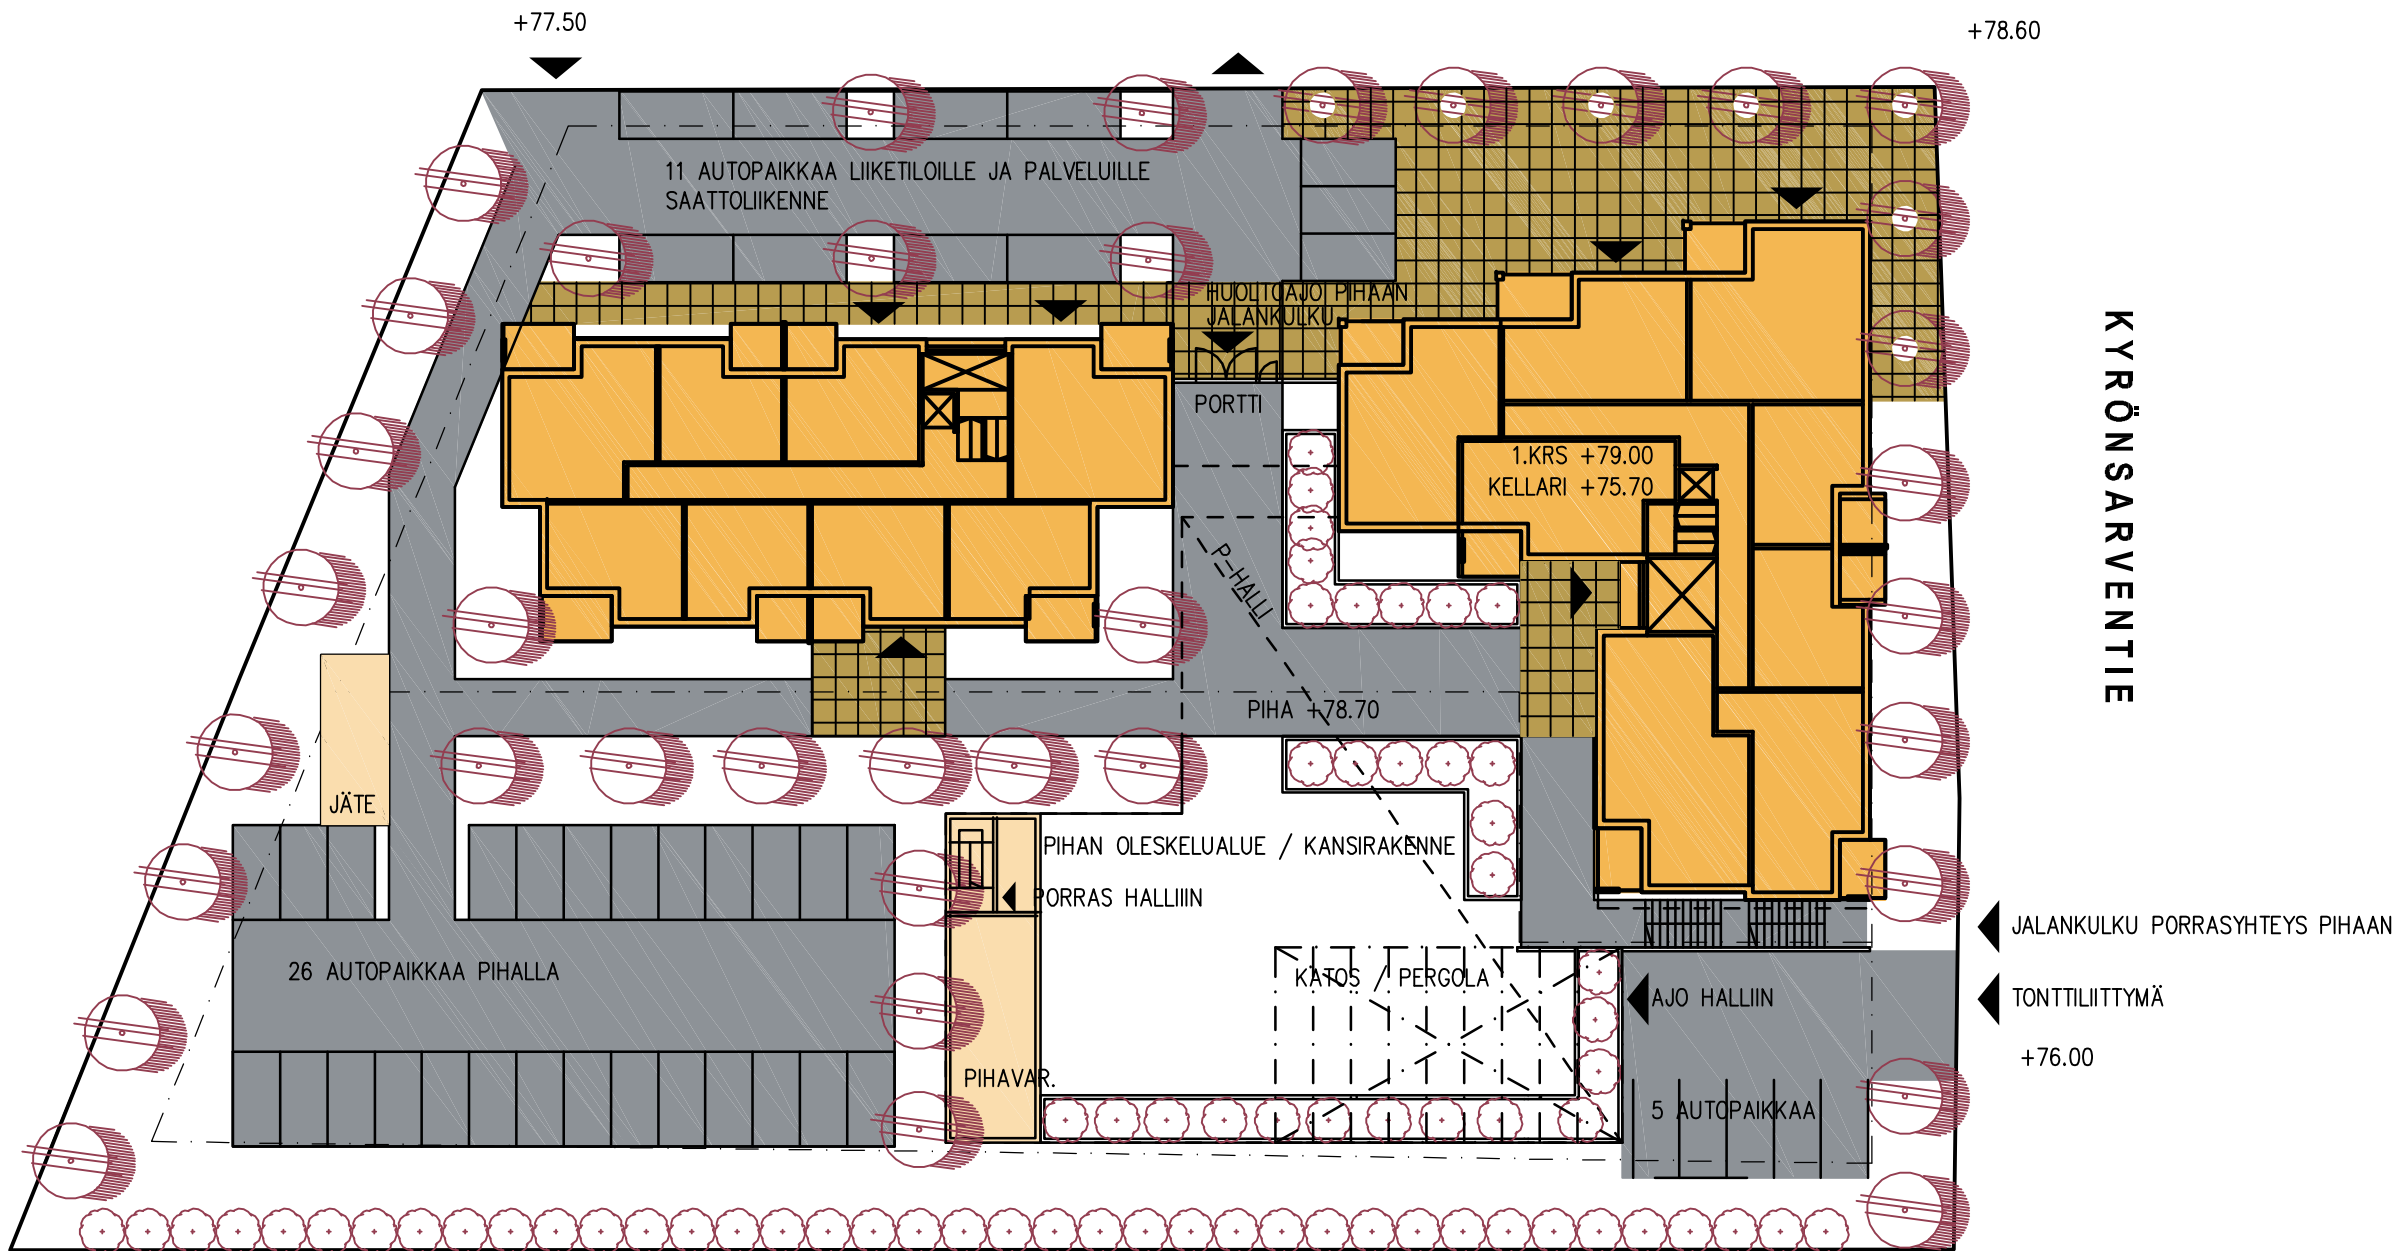 +77.50
+78.60
11 AUTOPAIKKAA LIIKETILOILLE JA PALVELUILLE
SAATTOLIIKENNE
HUOLTOAJO PIHAAN
JALANKULKU
PORTTI
1.KRS +79.00
KELLARI +75.70
KYRÖNSARVENTIE
P-HALLI
PIHA +78.70
JÄTE
PIHAN OLESKELUALUE / KANSIRAKENNE
PORRAS HALLIIN
JALANKULKU PORRASYHTEYS PIHAAN
26 AUTOPAIKKAA PIHALLA
KATOS / PERGOLA
AJO HALLIIN
TONTTILIITTYMÄ
+76.00
PIHAVAR.
5 AUTOPAIKKAA